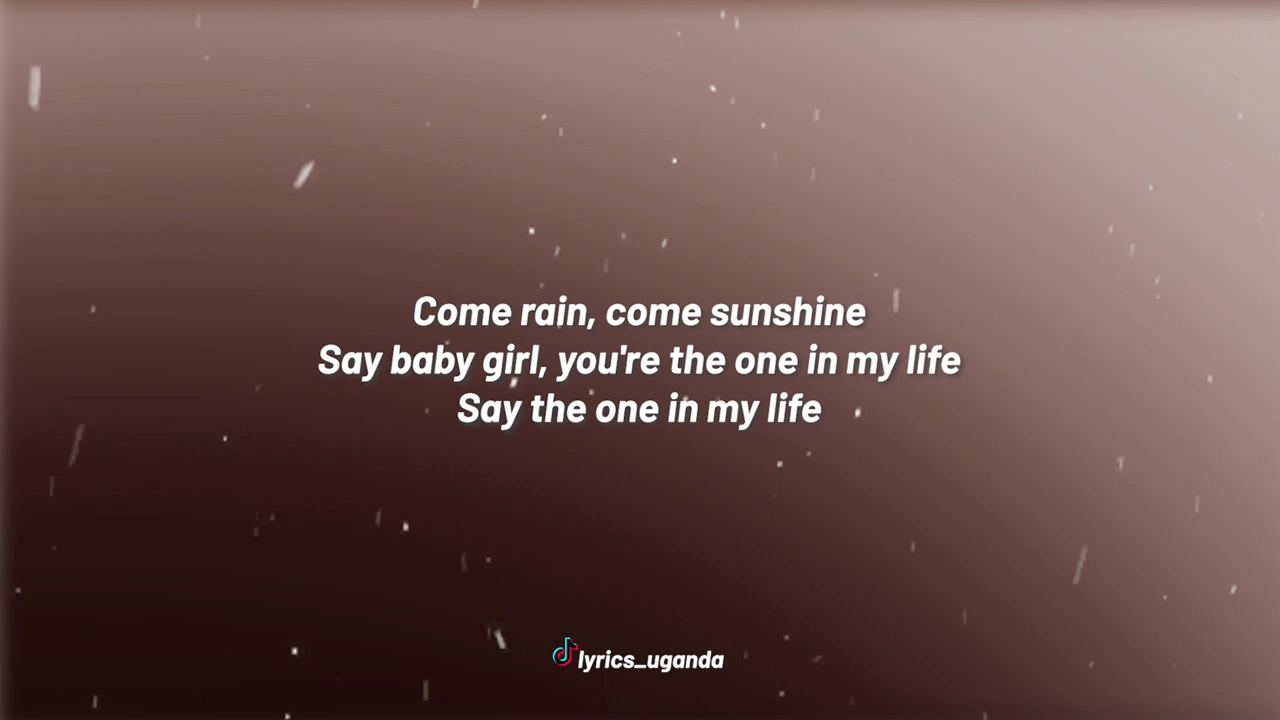 Come rain, come sunshine
Say baby girl, you're the one in my life
Say the one in my life
lyrics_uganda